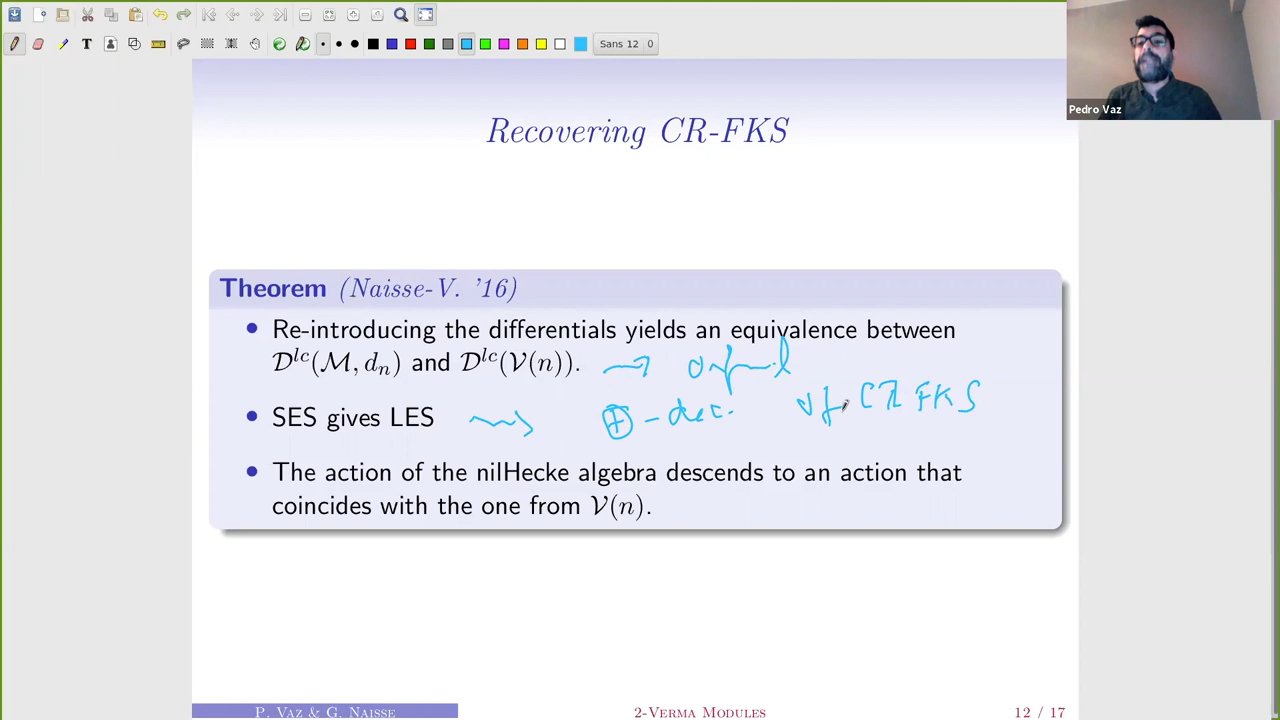 Sans 12 0
Pedro Vaz
Recovering CR-FKS
Theorem (Naisse-V. '16)
• Re-introducing the differentials yields an equivalence between
𝒟^{lc}(ℳ, d_n) and 𝒟^{lc}(𝒱(n)).
• SES gives LES ⊕ - dec. of CR FKS
• The action of the nilHecke algebra descends to an action that
coincides with the one from 𝒱(n).
P. Vaz & G. Naisse 2-Verma Modules 12 / 17